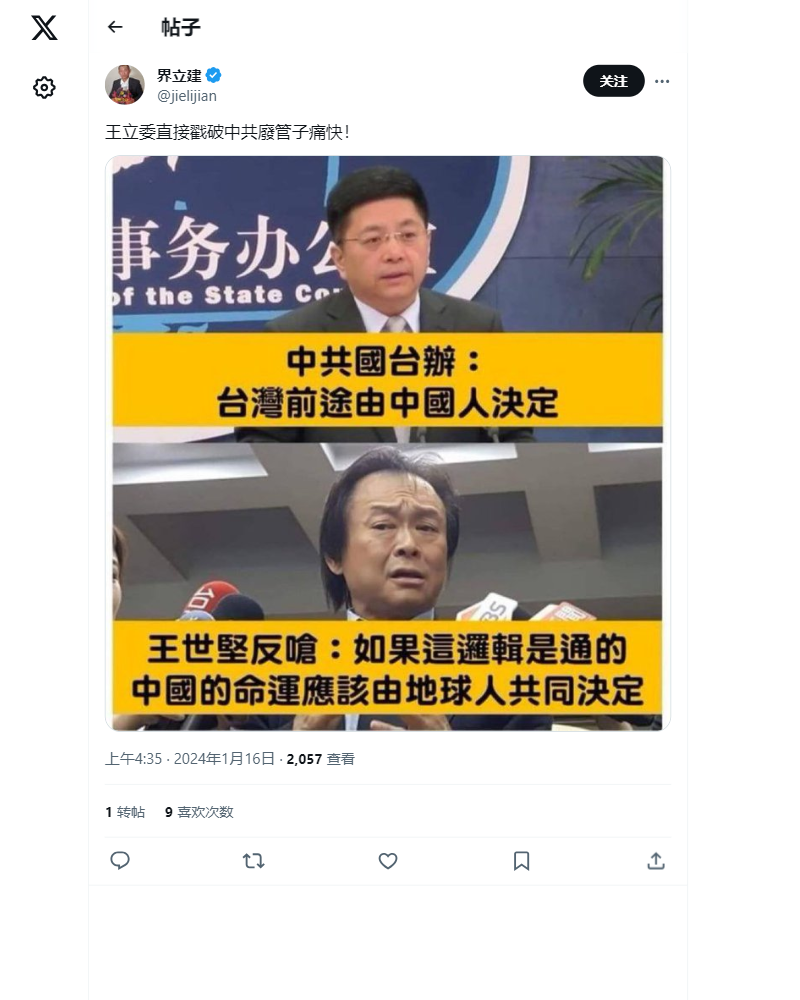 帖子
界立建
@jielijian
关注
王立委直接戳破中共廢管子痛快！
事务办公
of the State Co
中共國台辦：
台灣前途由中國人決定
王世堅反嗆：如果這邏輯是通的
中國的命運應該由地球人共同決定
上午4:35 · 2024年1月16日 · 2,057 查看
1 转帖 9 喜欢次数